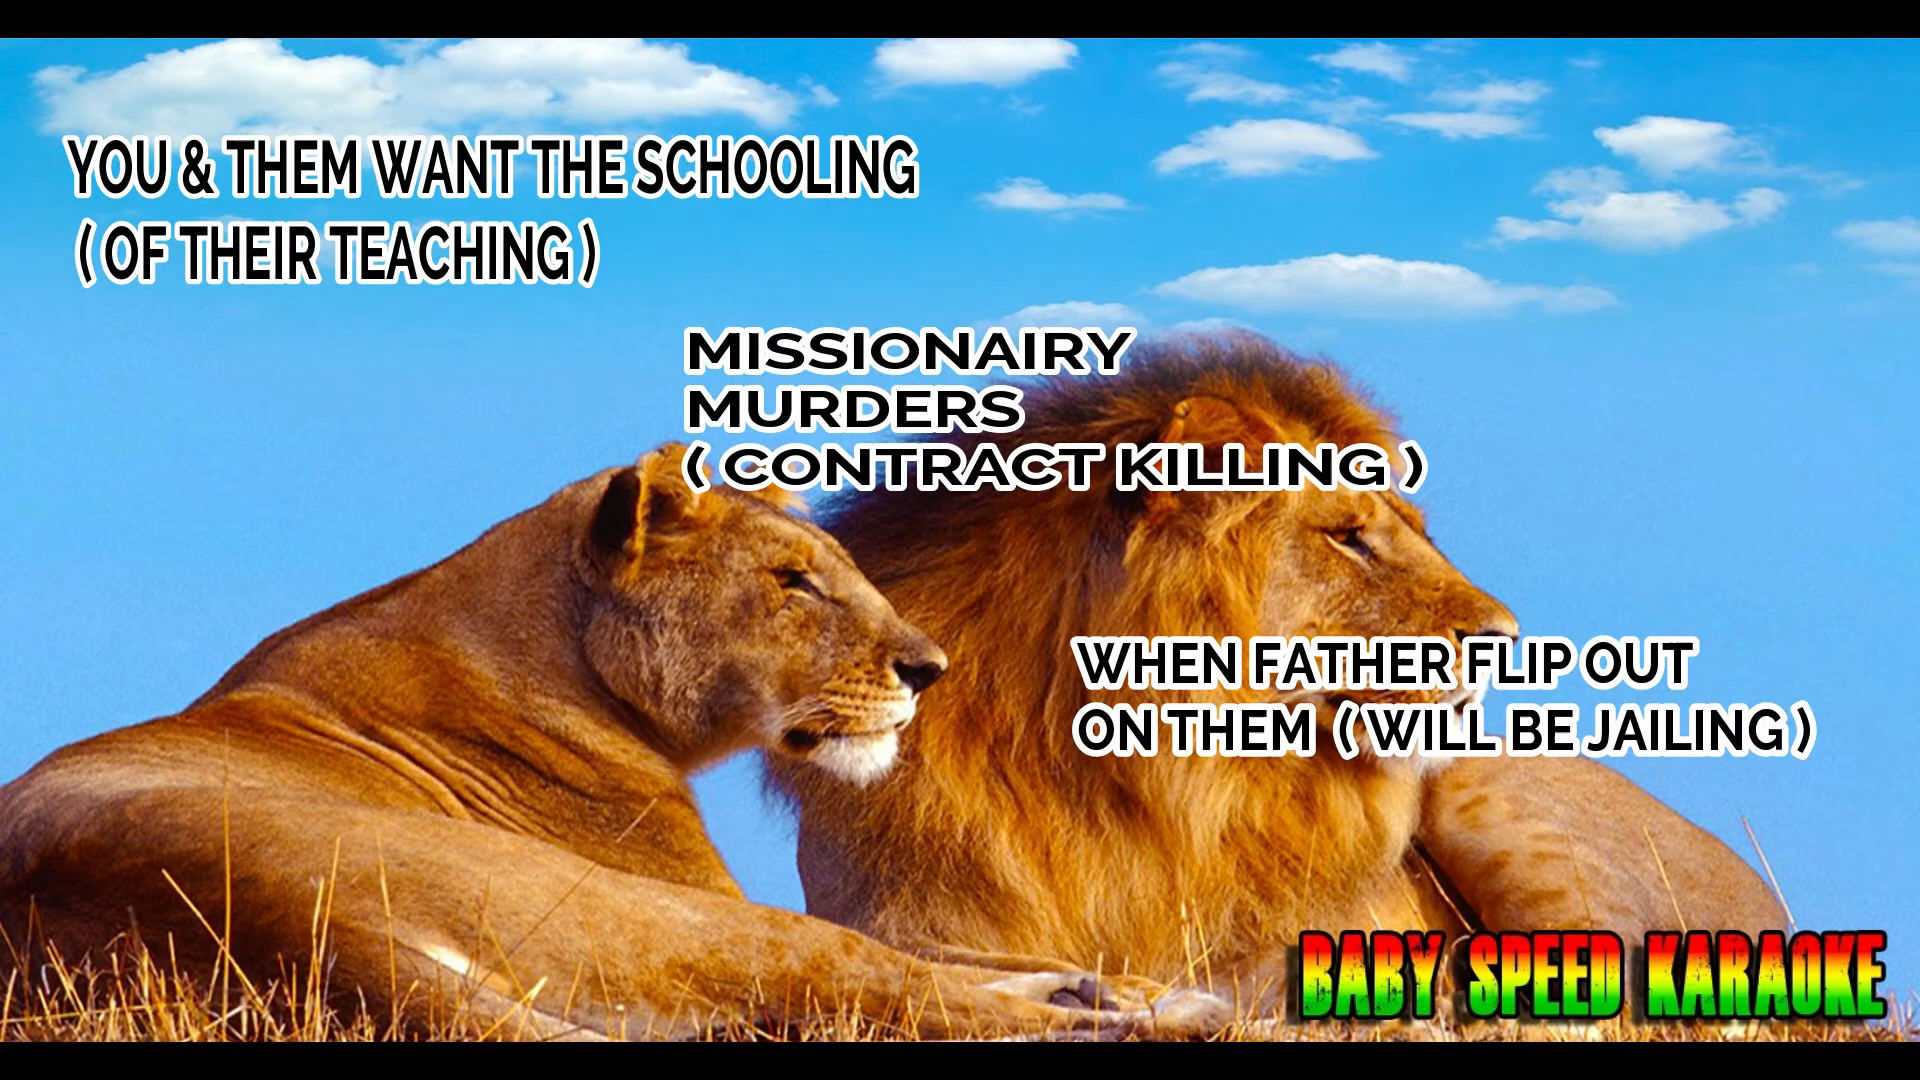 YOU & THEM WANT THE SCHOOLING
( OF THEIR TEACHING )
MISSIONAIRY
MURDERS
( CONTRACT KILLING )
WHEN FATHER FLIP OUT
ON THEM ( WILL BE JAILING )
BABY SPEED KARAOKE